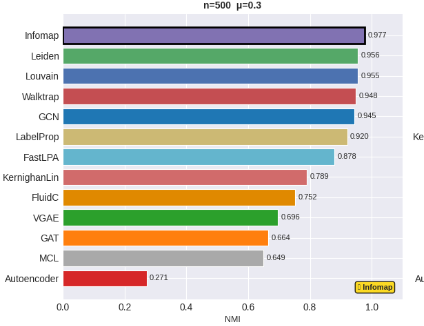 n=500 μ=0.3
Infomap 0.977
Leiden 0.956
Louvain 0.955
Walktrap 0.948
GCN 0.945
LabelProp 0.920
Ke
FastLPA 0.878
KernighanLin 0.789
FluidC 0.752
VGAE 0.696
GAT 0.664
MCL 0.649
Autoencoder 0.271
Au
Infomap
0.0 0.2 0.4 0.6 0.8 1.0
NMI